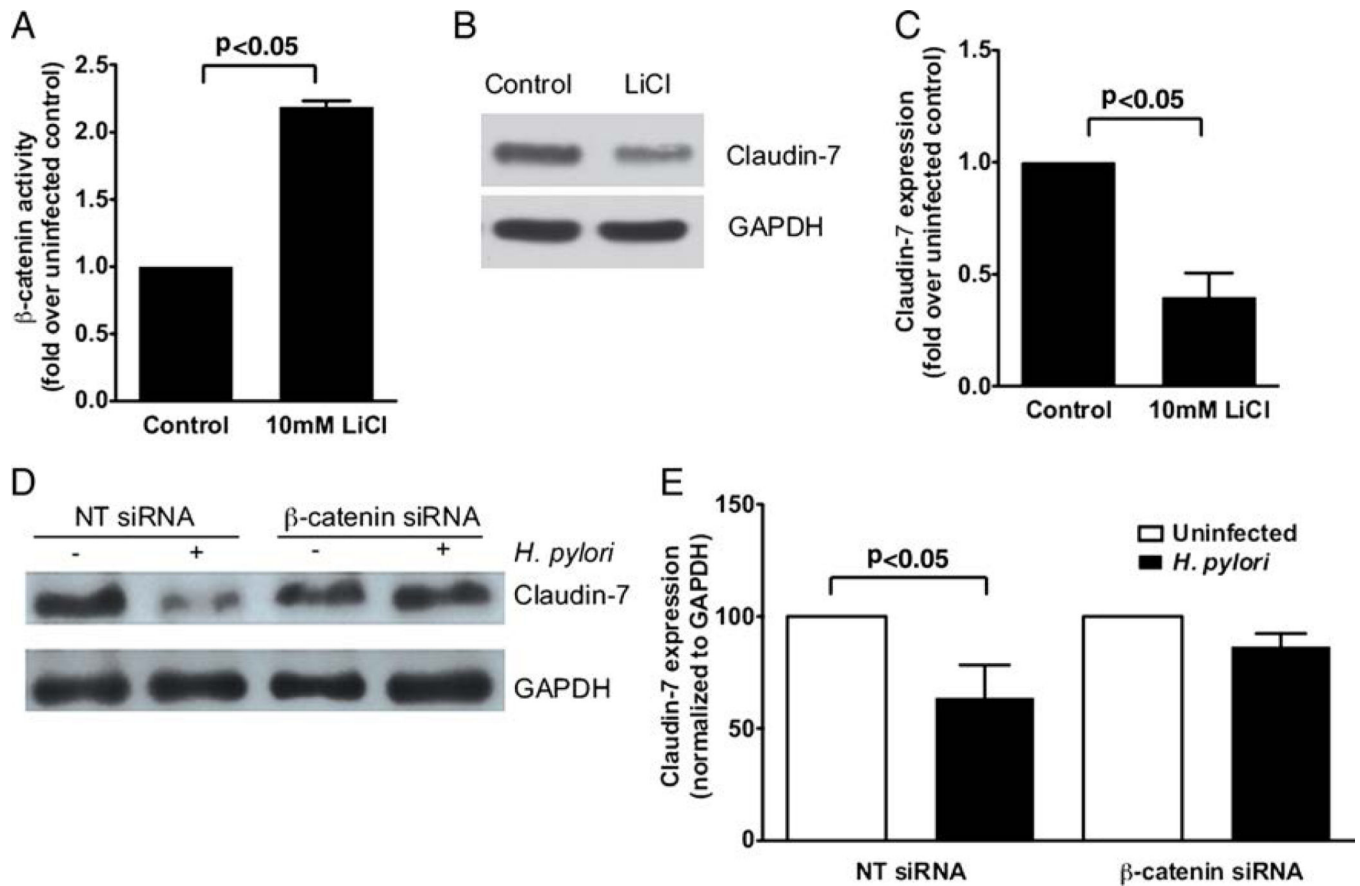 A
p<0.05
β-catenin activity
(fold over uninfected control)
2.5
2.0
1.5
1.0
0.5
0.0
Control 10mM LiCl
B
Control LiCl
Claudin-7
GAPDH
C
p<0.05
Claudin-7 expression
(fold over uninfected control)
1.5
1.0
0.5
0.0
Control 10mM LiCl
D
NT siRNA β-catenin siRNA
- + - + H. pylori
Claudin-7
GAPDH
E
Claudin-7 expression
(normalized to GAPDH)
150
100
50
0
p<0.05
Uninfected
H. pylori
NT siRNA β-catenin siRNA